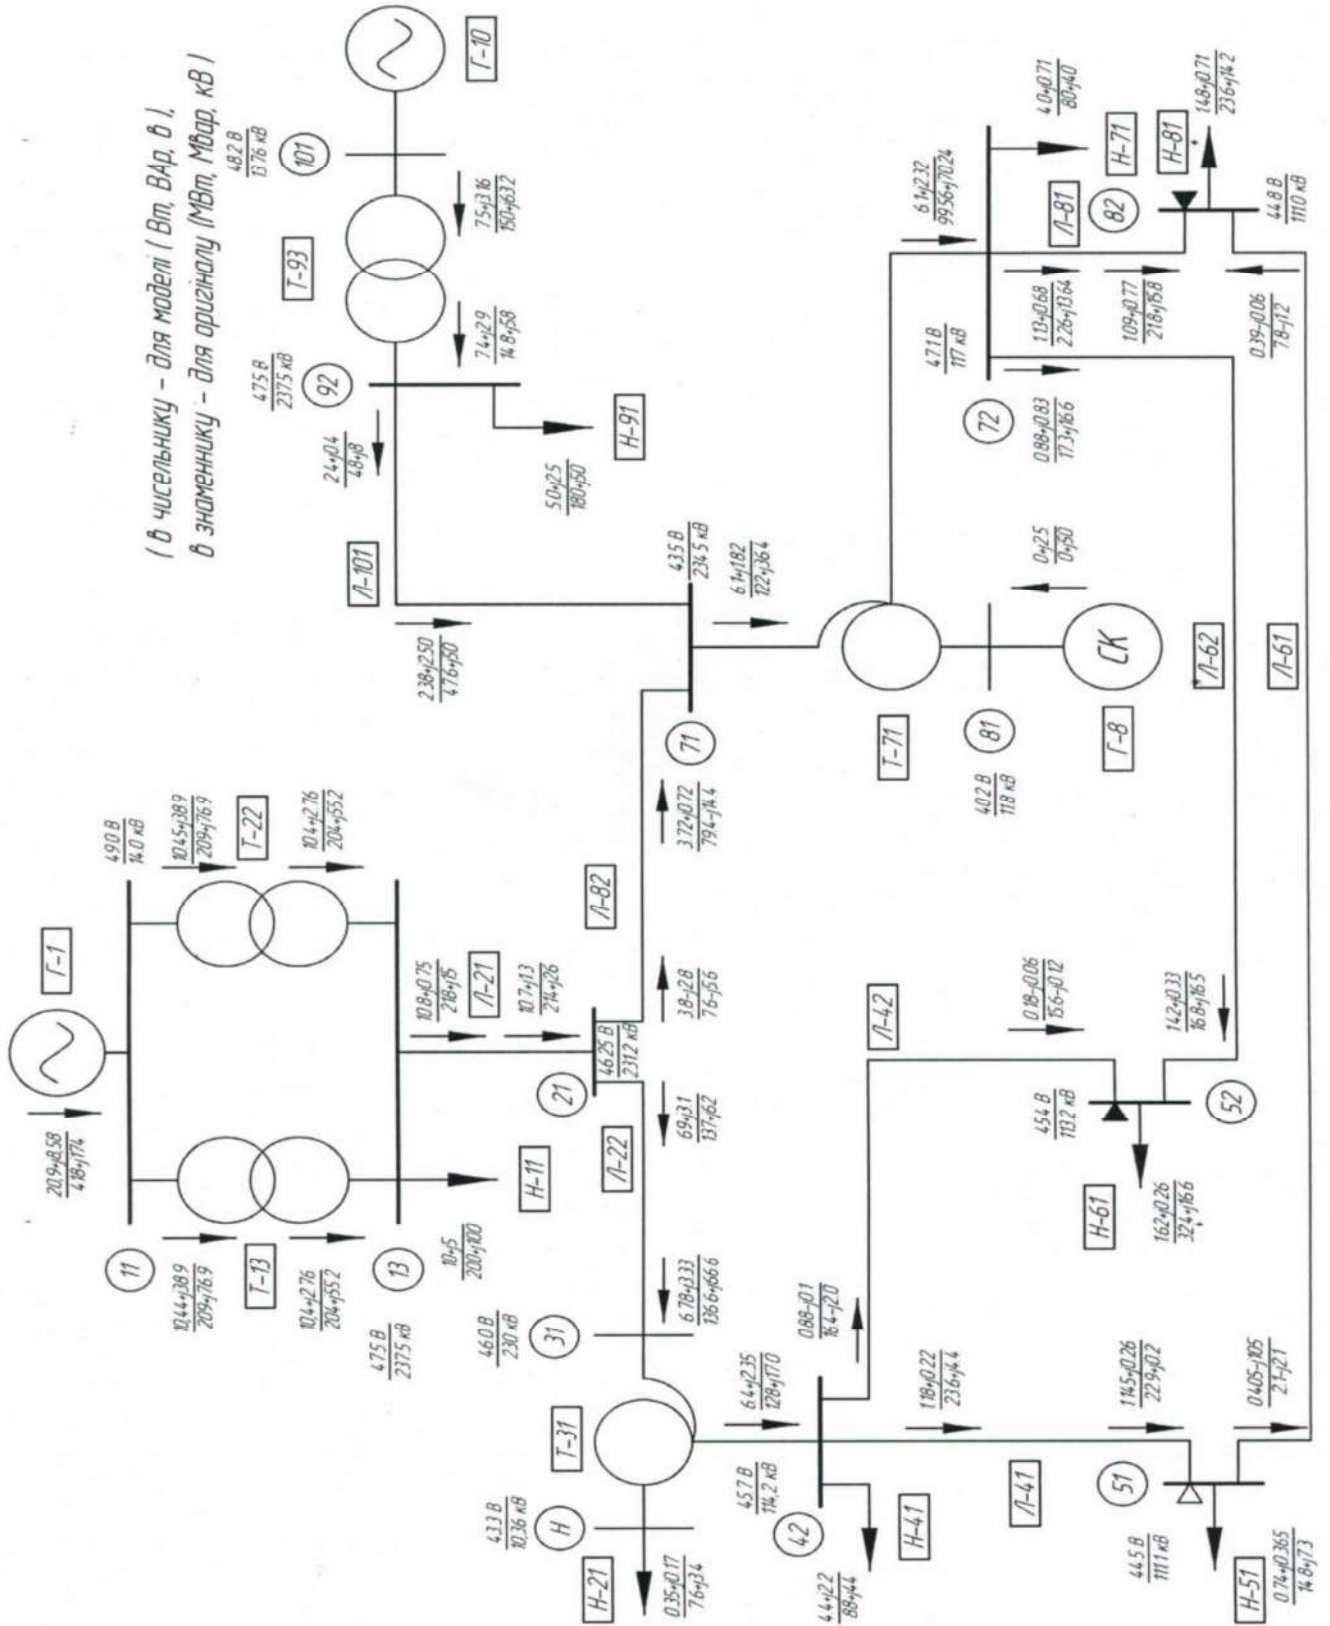 ( в чисельнику - для моделі ( Вт, ВАр, В ),
в знаменнику - для оригіналу (МВт, Мвар, кВ )
Г-1
20,9+j8,58
418+j174
11
49.0 В
14.0 кВ
10,44+j38.9
209+j76.9
Т-13
10,4+j2.76
204+j55.2
10.45+j38.9
209+j76.9
Т-22
10.4+j2.76
204+j55.2
13
47.5 В
237.5 кВ
10+j5
200+j100
Н-11
10.8+j0.75
218+j15
Л-21
10.7+j1.3
214+j26
21
46.25 В
231.2 кВ
6.9+j3.1
137+j62
Л-22
6.78+j3.33
136.6+j66.6
3.8-j2.8
7.6-j5.6
Л-82
3.72+j0.72
79.4-j14.4
31
46.0 В
230 кВ
Т-31
Н
43.3 В
10,36 кВ
Н-21
0.35+j0.17
7.6+j3.4
6.4+j2.35
128+j170
42
45.7 В
114,2 кВ
Н-41
4.4+j2.2
88+j44
0.88-j0.1
16.4-j2.0
Л-42
0.18-j0.06
15.6-j0.12
1.18+j0.22
23.6+j4.4
Л-41
1.145+j0.26
22.9+j0.2
51
44.5 В
111.1 кВ
Н-51
0.74+j0.365
14.8+j7.3
0.405-j.105
2.1-j2.1
52
45.4 В
113.2 кВ
Н-61
1.62+j0.26
32,4+j16.6
1.42+j0.33
16.8+j16.5
Г-10
101
48.2 В
13.76 кВ
Т-93
7.5+j3.16
150+j63.2
7.4+j2.9
14.8+j58
92
47.5 В
237.5 кВ
2.4+j0.4
48+j8
Н-91
5.0+j2.5
180+j50
Л-101
2.38+j2.50
47.6+j50
71
43.5 В
234.5 кВ
6.1+j1.82
122+j36.4
Т-71
81
40.2 В
11.8 кВ
СК
Г-8
0+j2.5
0+j50
6.1+j2.32
99.56+j70.24
72
47.1 В
117 кВ
Н-71
4.0+j0.71
80+j40
Л-81
1.13+j0.68
2.26+j13.64
1.09+j0.77
21.8+j15.8
0.88+j0.83
17.3+j16.6
82
44.8 В
111.0 кВ
Н-81
1.48+j0.71
23.6+j14.2
0.39-j0.06
7.8-j1.2
Л-62
Л-61